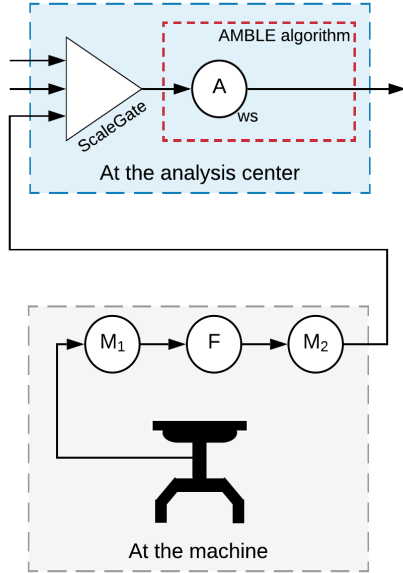 AMBLE algorithm
A
ws
ScaleGate
At the analysis center
M1
F
M2
At the machine